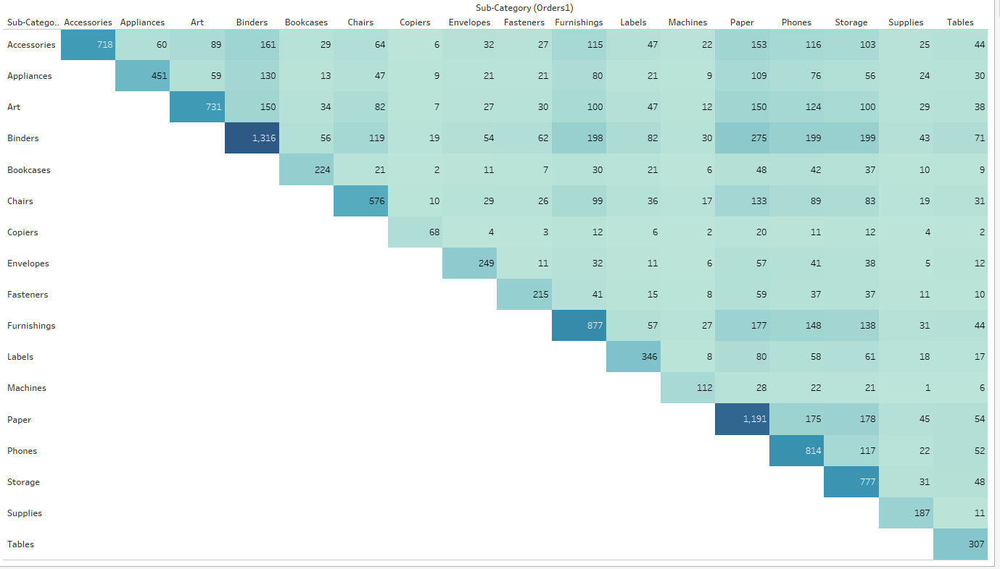 Sub-Category (Orders1)
Sub-Catego.. Accessories Appliances Art Binders Bookcases Chairs Copiers Envelopes Fasteners Furnishings Labels Machines Paper Phones Storage Supplies Tables
Accessories 718 60 89 161 29 64 6 32 27 115 47 22 153 116 103 25 44
Appliances 451 59 130 13 47 9 21 21 80 21 9 109 76 56 24 30
Art 731 150 34 82 7 27 30 100 47 12 150 124 100 29 38
Binders 1,316 56 119 19 54 62 198 82 30 275 199 199 43 71
Bookcases 224 21 2 11 7 30 21 6 48 42 37 10 9
Chairs 576 10 29 26 99 36 17 133 89 83 19 31
Copiers 68 4 3 12 6 2 20 11 12 4 2
Envelopes 249 11 32 11 6 57 41 38 5 12
Fasteners 215 41 15 8 59 37 37 11 10
Furnishings 877 57 27 177 148 138 31 44
Labels 346 8 80 58 61 18 17
Machines 112 28 22 21 1 6
Paper 1,191 175 178 45 54
Phones 814 117 22 52
Storage 777 31 48
Supplies 187 11
Tables 307